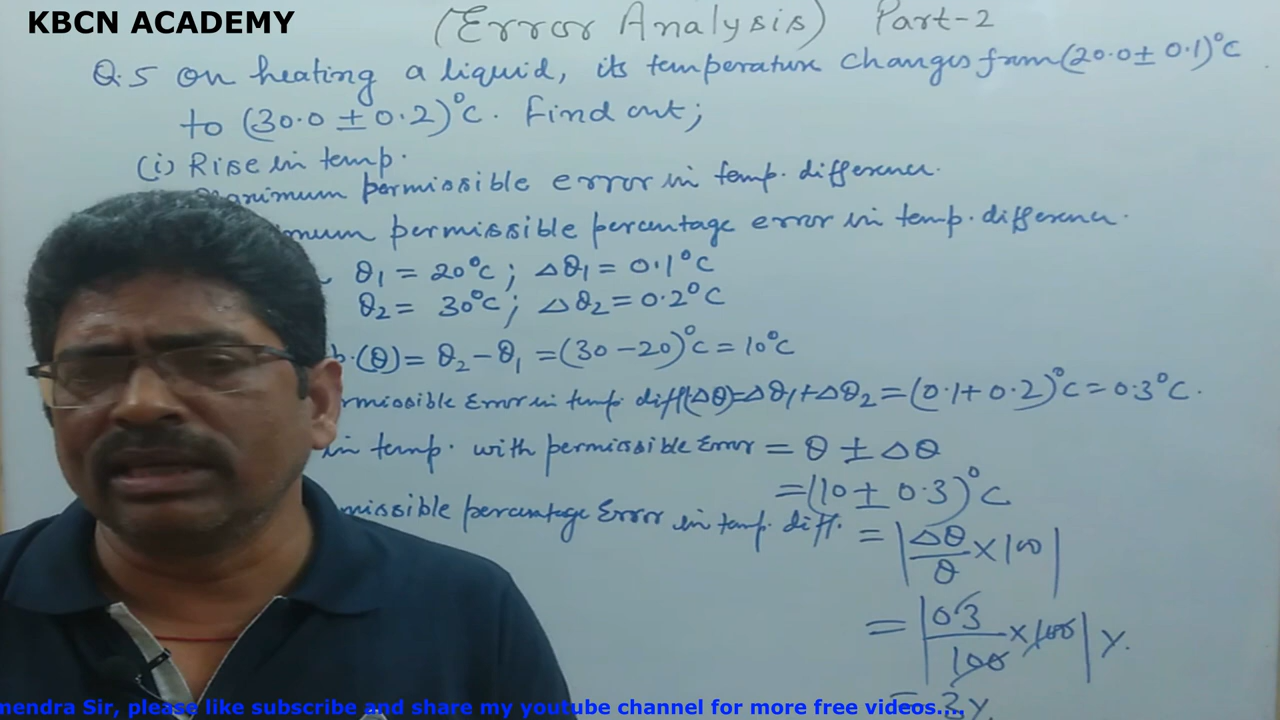 KBCN ACADEMY
(Error Analysis) Part-2
Q.5 On heating a liquid, its temperature changes from (20.0 ± 0.1)°C
to (30.0 ± 0.2)°C. Find out;
(i) Rise in temp.
permissible error in temp. difference.
permissible percentage error in temp. difference.
θ1 = 20°C ; Δθ1 = 0.1°C
θ2 = 30°C ; Δθ2 = 0.2°C
(θ) = θ2 - θ1 = (30-20)°C = 10°C
Error in temp. diff(Δθ)=Δθ1+Δθ2 = (0.1+0.2)°C = 0.3°C.
in temp. with permissible Error = θ ± Δθ
=(10 ± 0.3)°C
percentage Error in temp. diff. = |Δθ/θ × 100|
= |0.3/100 × 100| %
= 3%
Sir, please like subscribe and share my youtube channel for more free videos....